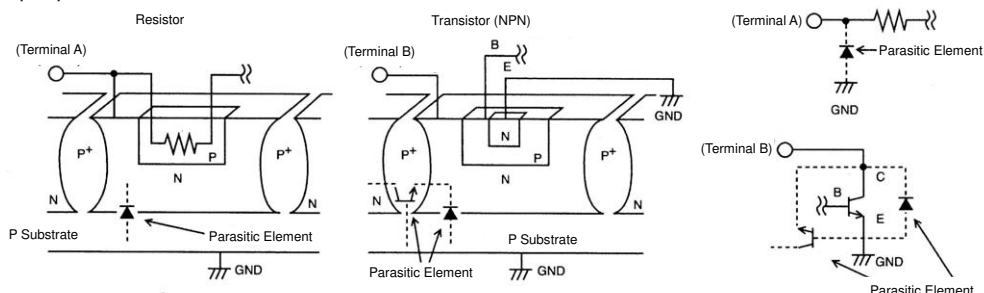 Resistor
(Terminal A)
P+
P
P+
N
N
N
P Substrate
Parasitic Element
GND
Transistor (NPN)
(Terminal B)
B
E
GND
P+
N
P
P+
N
N
N
P Substrate
Parasitic Element
GND
(Terminal A)
Parasitic Element
GND
(Terminal B)
C
B
E
GND
Parasitic Element